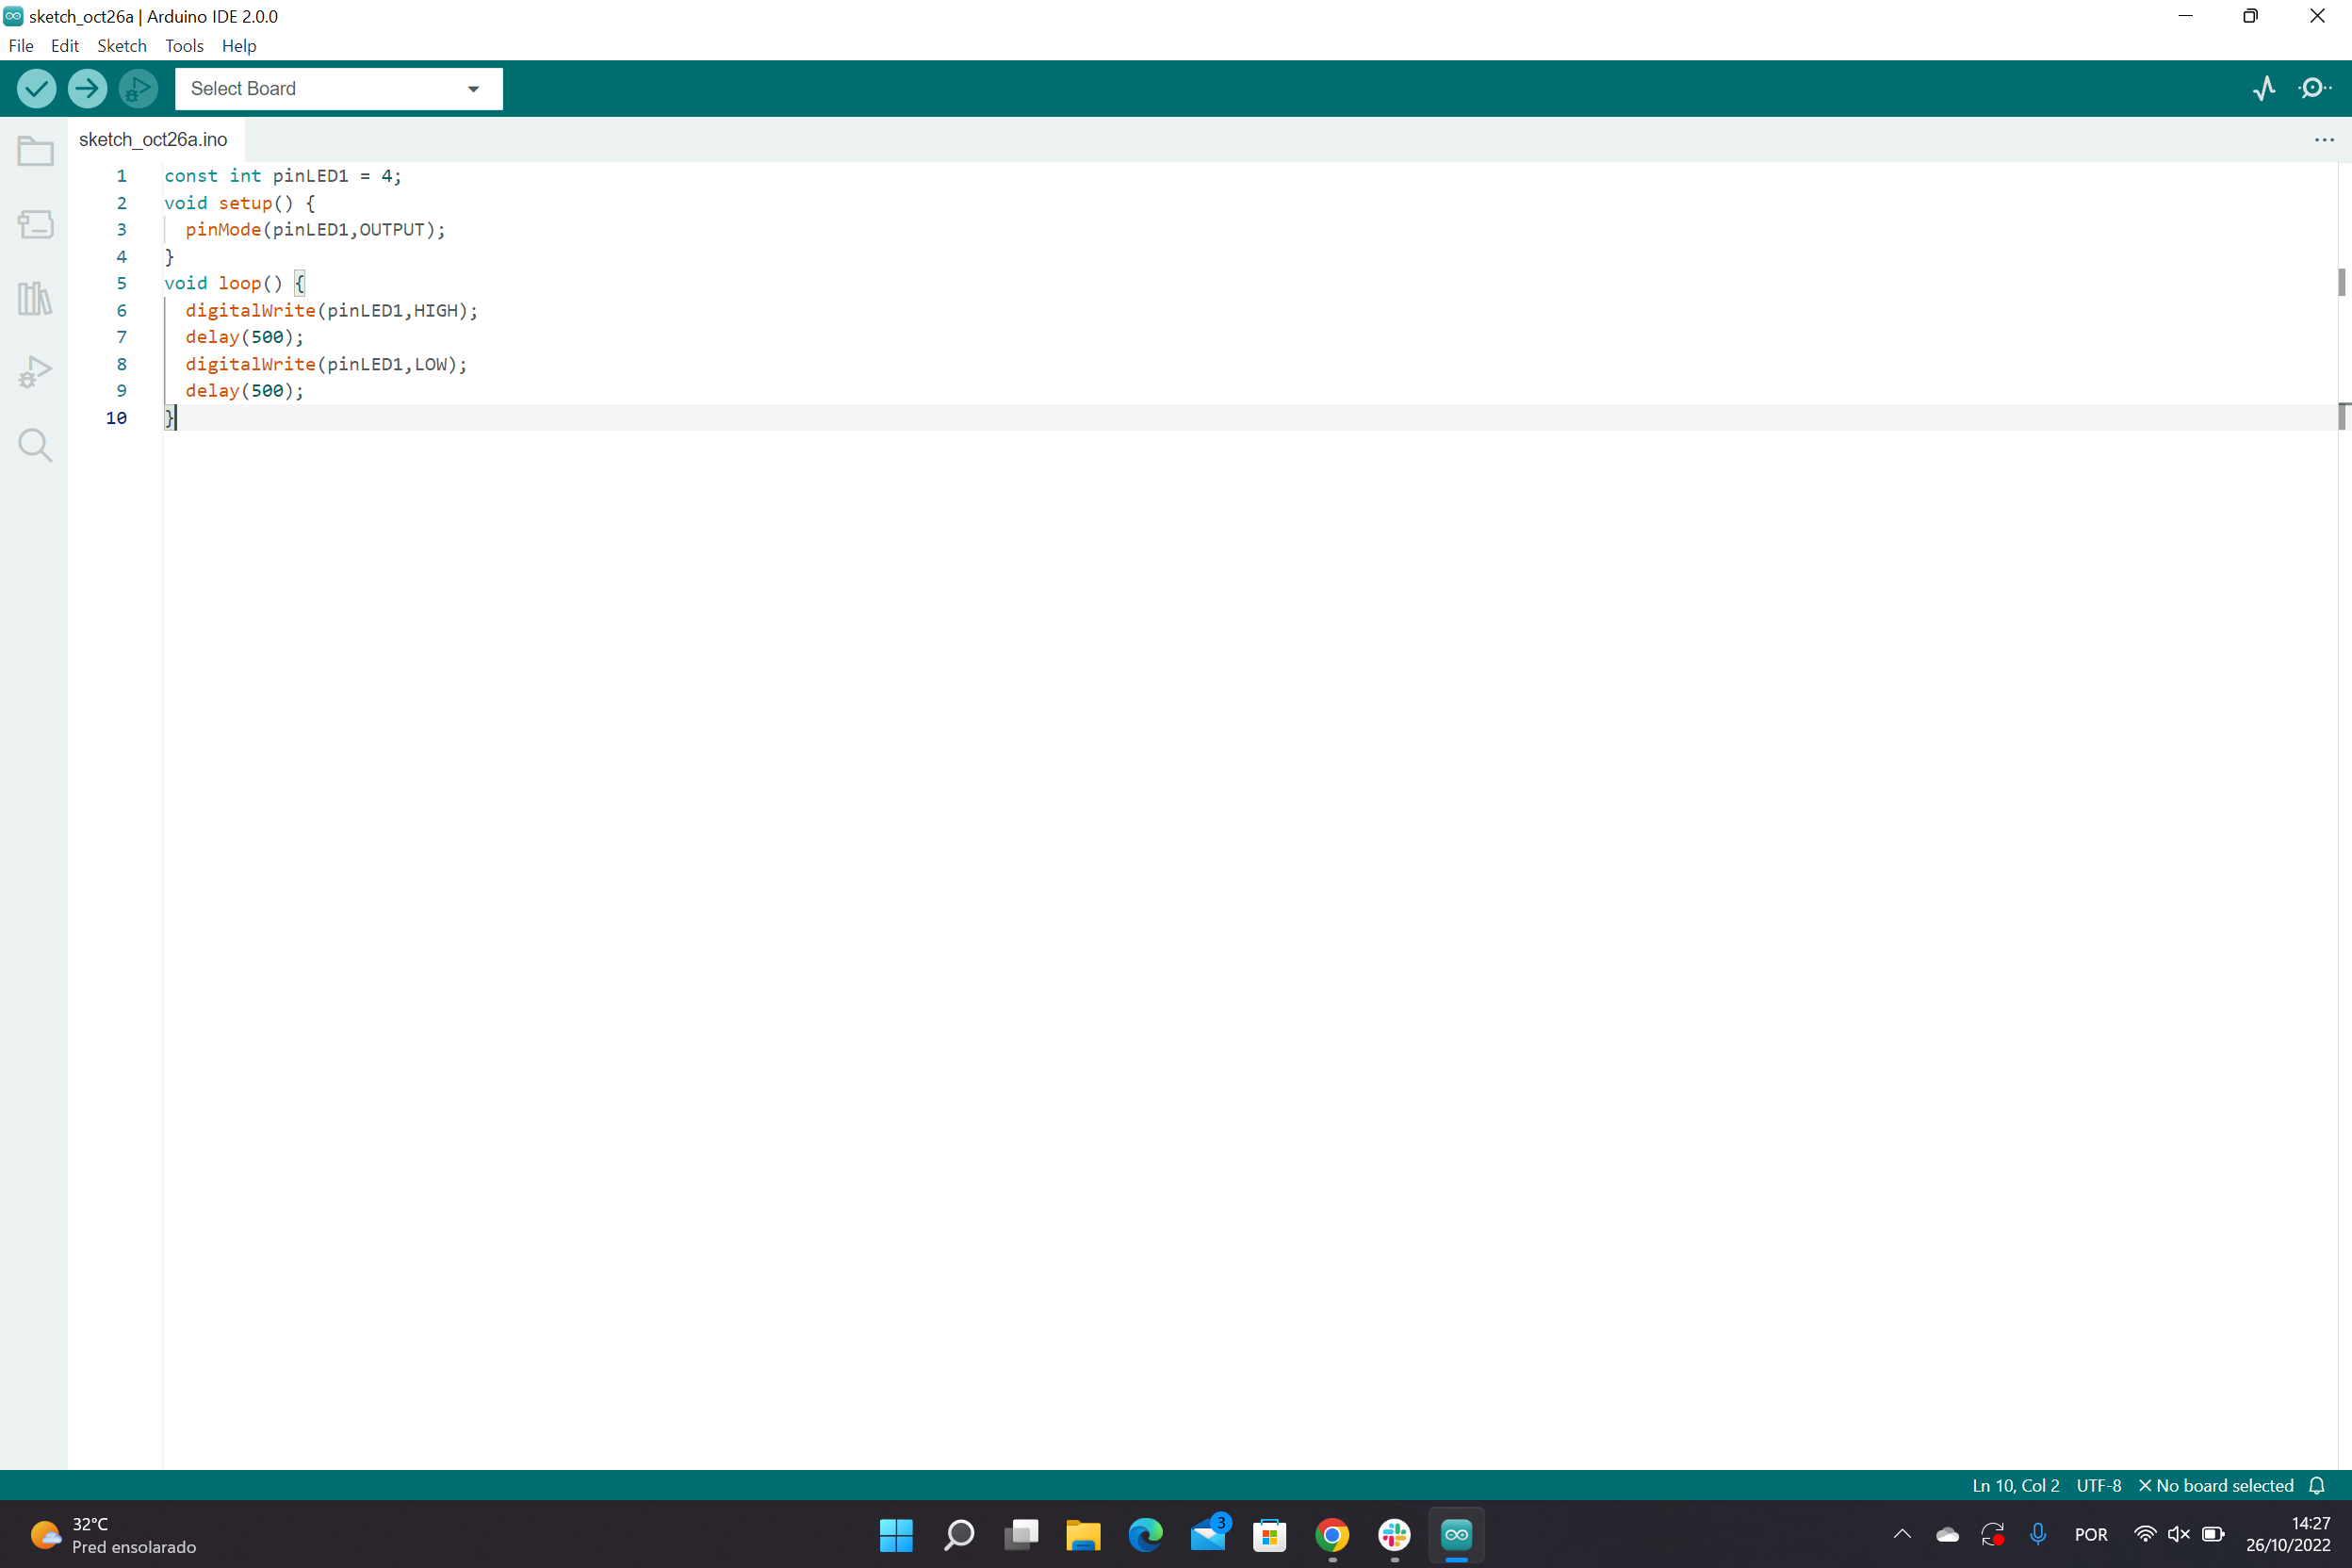 sketch_oct26a | Arduino IDE 2.0.0
File Edit Sketch Tools Help
Select Board
sketch_oct26a.ino
1 const int pinLED1 = 4;
2 void setup() {
3 pinMode(pinLED1,OUTPUT);
4 }
5 void loop() {
6 digitalWrite(pinLED1,HIGH);
7 delay(500);
8 digitalWrite(pinLED1,LOW);
9 delay(500);
10 }
Ln 10, Col 2 UTF-8 No board selected
32°C
Pred ensolarado
3
POR
14:27
26/10/2022